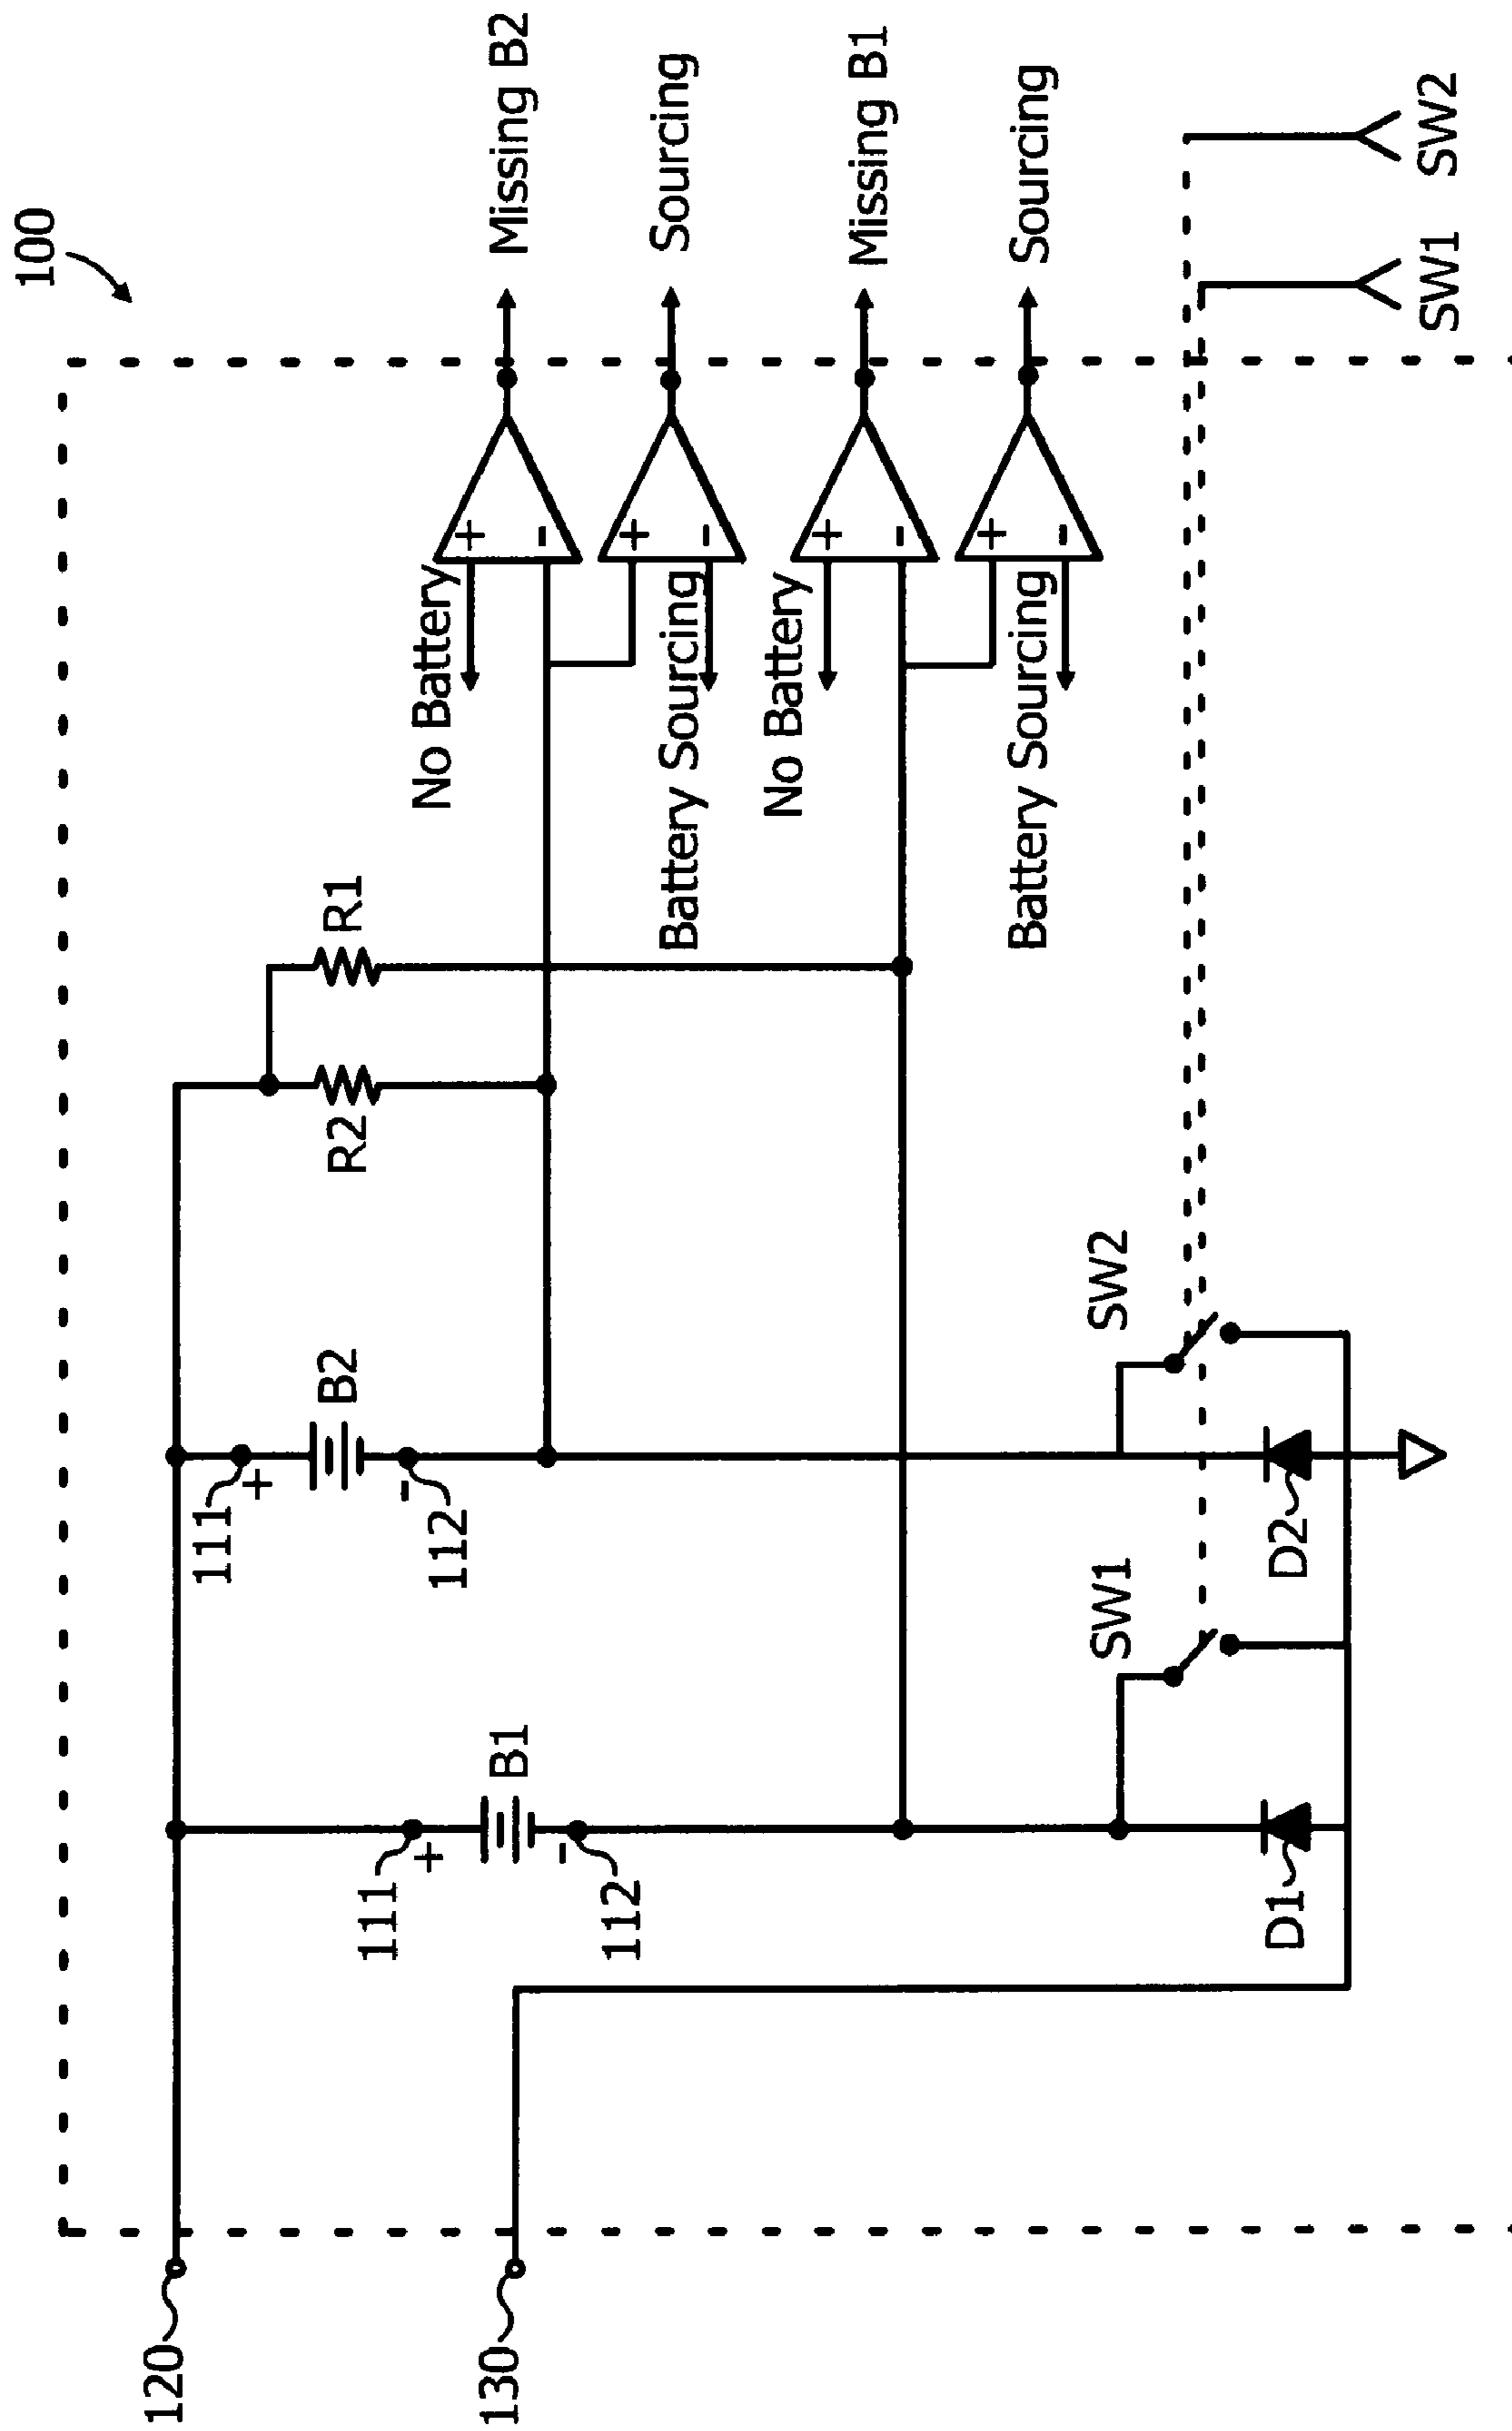 100
Missing B2
Sourcing
Missing B1
Sourcing
SW1
SW2
No Battery
+
-
Battery Sourcing
+
-
No Battery
+
-
Battery Sourcing
+
-
R1
R2
B2
111
+
-
112
B1
111
+
-
112
SW2
SW1
D2
D1
120
130